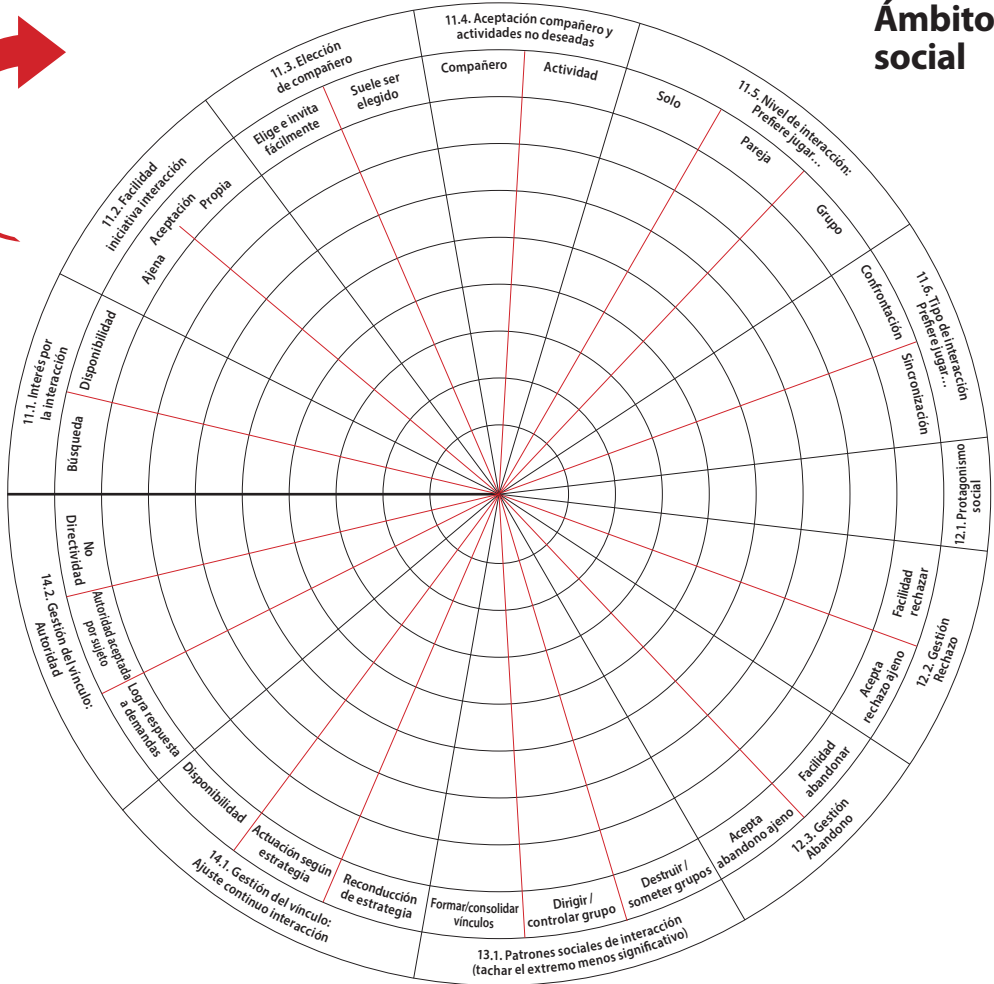 Ámbito
social
11.1. Interés por
la interacción
Búsqueda
Disponibilidad
11.2. Facilidad
iniciativa interacción
Ajena
Aceptación
Propia
11.3. Elección
de compañero
Elige e invita
fácilmente
Suele ser
elegido
11.4. Aceptación compañero y
actividades no deseadas
Compañero
Actividad
11.5. Nivel de interacción:
Prefiere jugar...
Solo
Pareja
Grupo
11.6. Tipo de interacción
Prefiere jugar...
Confrontación
Sincronización
12.1. Protagonismo
social
12.2. Gestión
Rechazo
Facilidad
rechazar
Acepta
rechazo ajeno
12.3. Gestión
Abandono
Facilidad
abandonar
Acepta
abandono ajeno
13.1. Patrones sociales de interacción
(tachar el extremo menos significativo)
Destruir /
someter grupos
Dirigir /
controlar grupo
Formar/consolidar
vínculos
14.1. Gestión del vínculo:
Ajuste continuo interacción
Reconducción
de estrategia
Actuación según
estrategia
Disponibilidad
14.2. Gestión del vínculo:
Autoridad
Logra respuesta
a demandas
Autoridad aceptada
por sujeto
No
Directividad